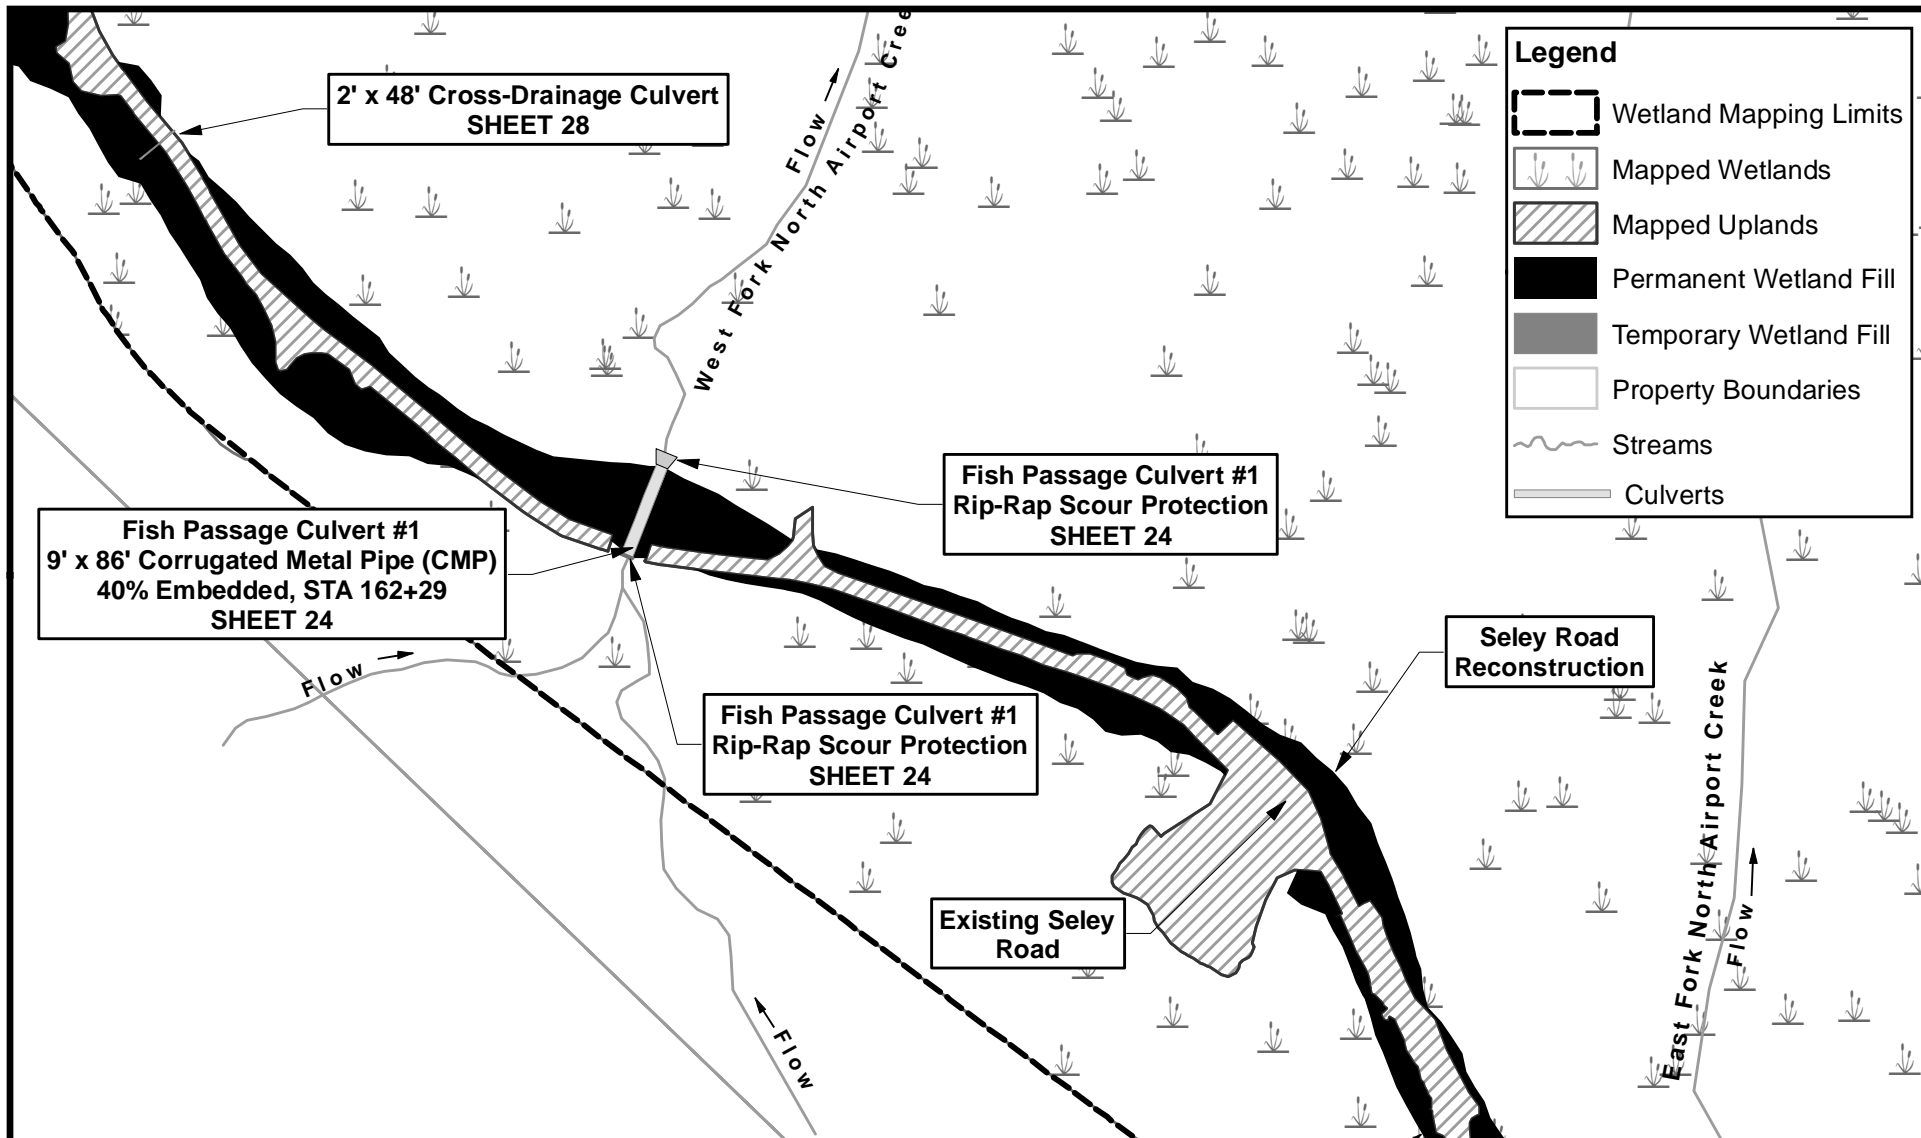 2' x 48' Cross-Drainage Culvert
SHEET 28
Flow
West Fork North Airport Cree
Legend
Wetland Mapping Limits
Mapped Wetlands
Mapped Uplands
Permanent Wetland Fill
Temporary Wetland Fill
Property Boundaries
Streams
Culverts
Fish Passage Culvert #1
Rip-Rap Scour Protection
SHEET 24
Fish Passage Culvert #1
9' x 86' Corrugated Metal Pipe (CMP)
40% Embedded, STA 162+29
SHEET 24
Flow
Seley Road
Reconstruction
Fish Passage Culvert #1
Rip-Rap Scour Protection
SHEET 24
Existing Seley
Road
East Fork North Airport Creek
Flow
Flow